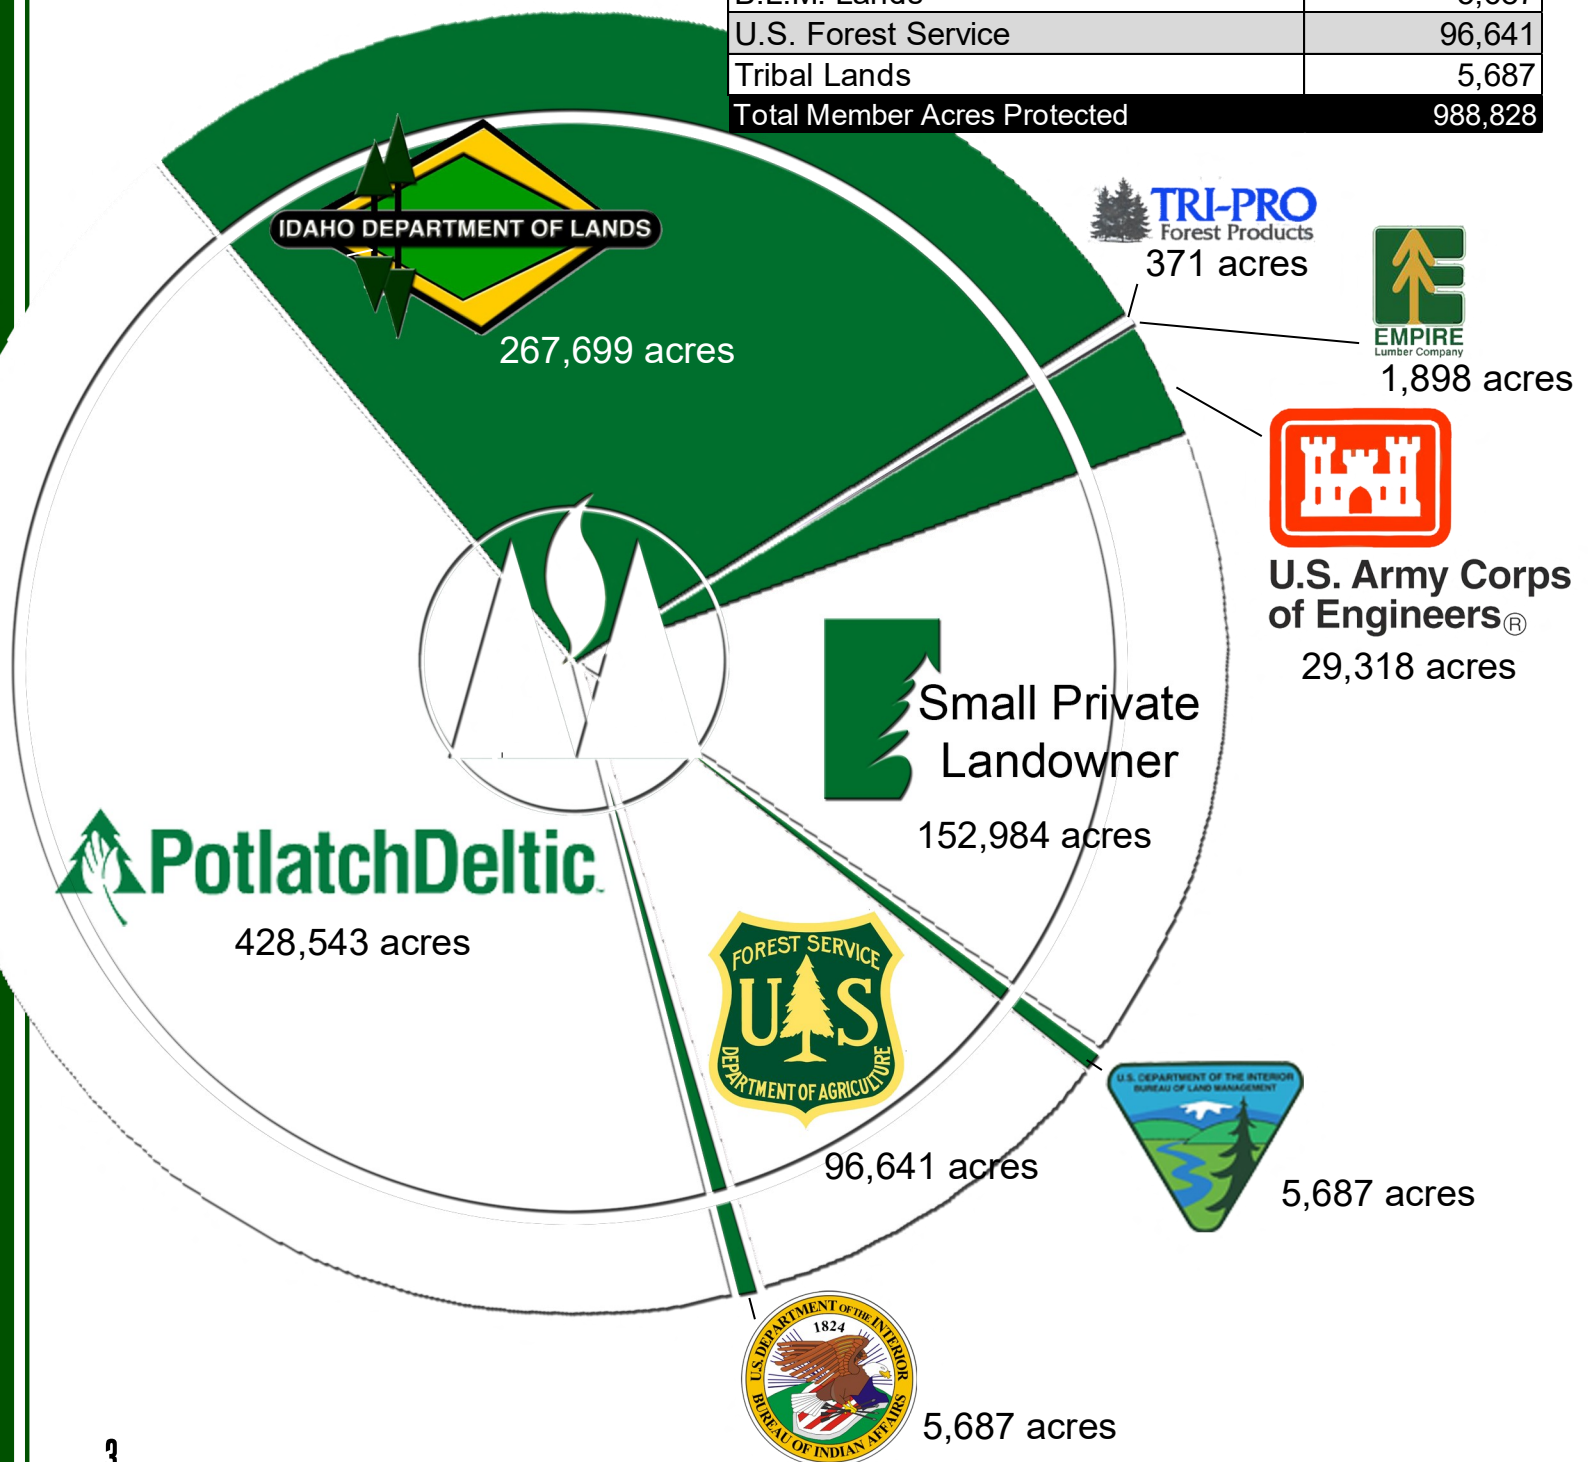 U.S. Forest Service 96,641
Tribal Lands 5,687
Total Member Acres Protected 988,828
IDAHO DEPARTMENT OF LANDS
267,699 acres
TRI-PRO
Forest Products
371 acres
EMPIRE
Lumber Company
1,898 acres
U.S. Army Corps
of Engineers®
29,318 acres
Small Private
Landowner
152,984 acres
PotlatchDeltic
428,543 acres
FOREST SERVICE
U S
DEPARTMENT OF AGRICULTURE
96,641 acres
U.S. DEPARTMENT OF THE INTERIOR
BUREAU OF LAND MANAGEMENT
5,687 acres
U.S. DEPARTMENT OF THE INTERIOR
1824
BUREAU OF INDIAN AFFAIRS
5,687 acres
3